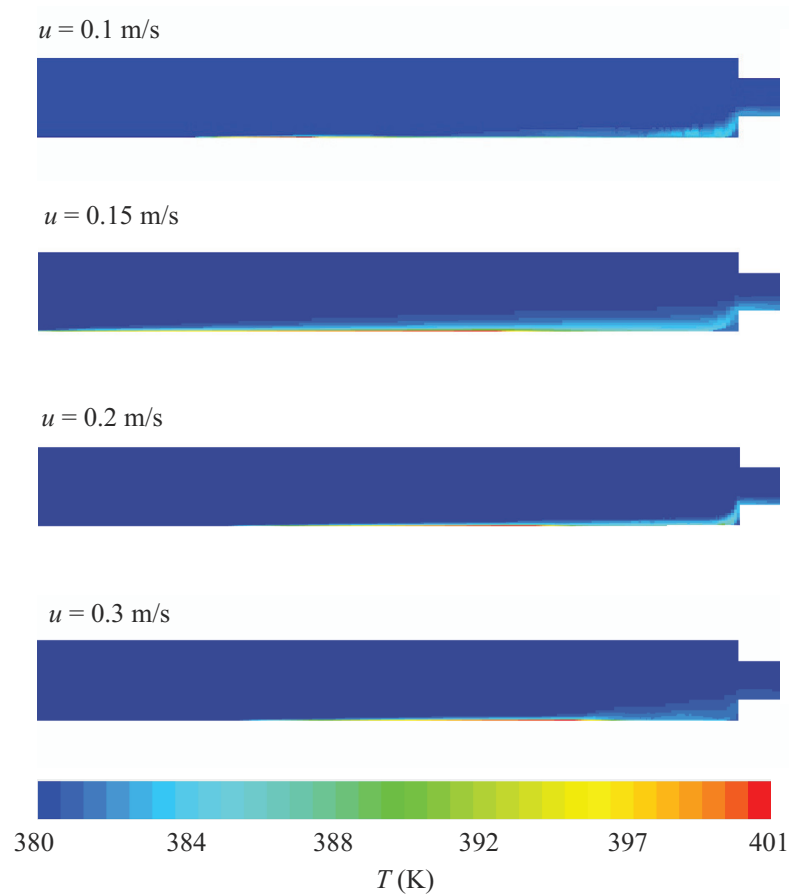 u = 0.1 m/s
u = 0.15 m/s
u = 0.2 m/s
u = 0.3 m/s
380 384 388 392 397 401
T (K)